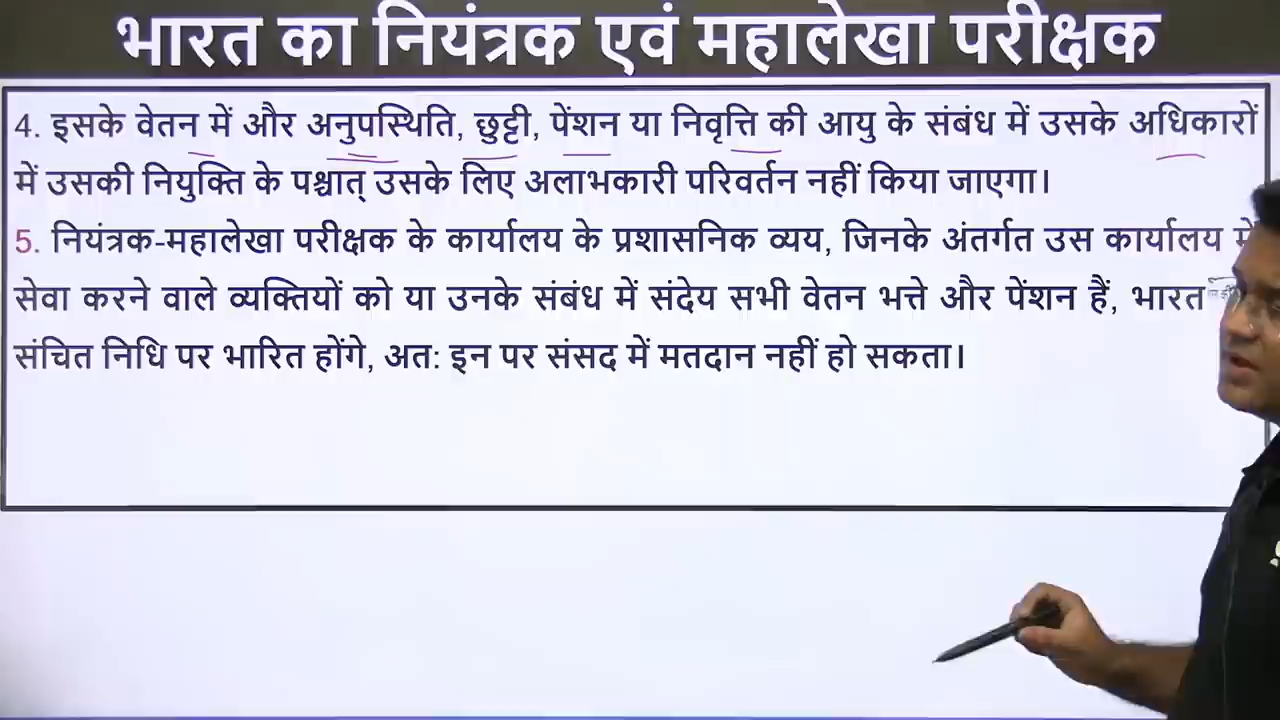 भारत का नियंत्रक एवं महालेखा परीक्षक
4. इसके वेतन में और अनुपस्थिति, छुट्टी, पेंशन या निवृत्ति की आयु के संबंध में उसके अधिकारों
में उसकी नियुक्ति के पश्चात् उसके लिए अलाभकारी परिवर्तन नहीं किया जाएगा।
5. नियंत्रक-महालेखा परीक्षक के कार्यालय के प्रशासनिक व्यय, जिनके अंतर्गत उस कार्यालय में
सेवा करने वाले व्यक्तियों को या उनके संबंध में संदेय सभी वेतन भत्ते और पेंशन हैं, भारत
संचित निधि पर भारित होंगे, अत: इन पर संसद में मतदान नहीं हो सकता।